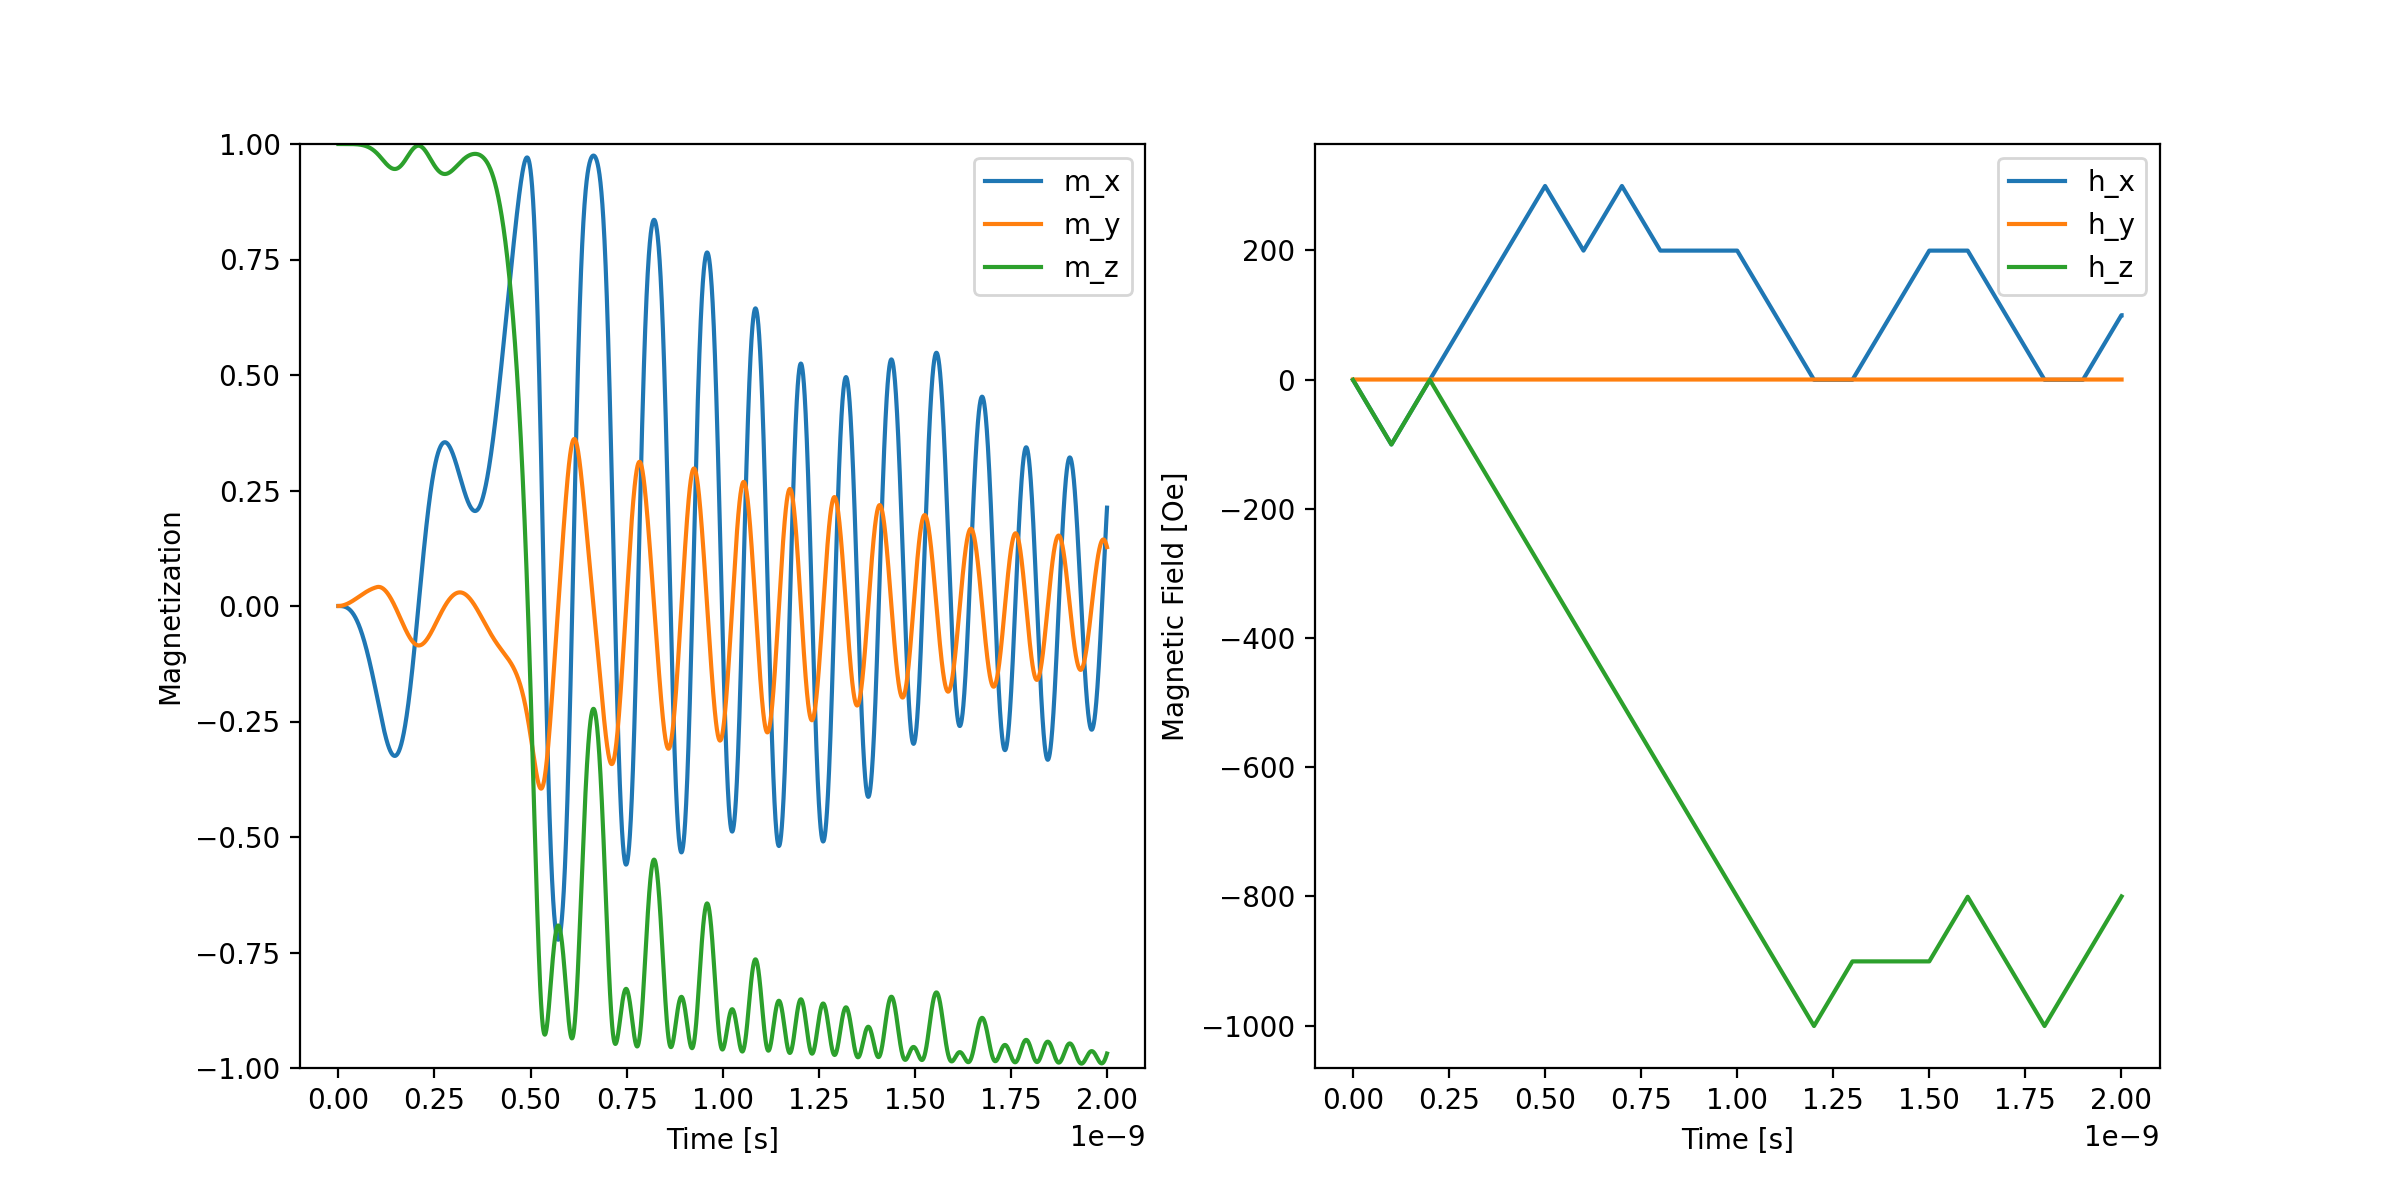 1.00
0.75
0.50
0.25
0.00
−0.25
−0.50
−0.75
−1.00
Magnetization
0.00 0.25 0.50 0.75 1.00 1.25 1.50 1.75 2.00
Time [s]
1e−9
m_x
m_y
m_z
200
0
−200
−400
−600
−800
−1000
Magnetic Field [Oe]
0.00 0.25 0.50 0.75 1.00 1.25 1.50 1.75 2.00
Time [s]
1e−9
h_x
h_y
h_z